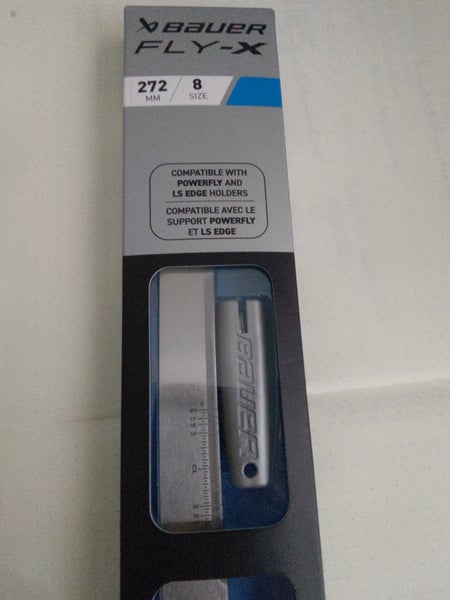 BAUER
FLY-X
272 8
MM SIZE
COMPATIBLE WITH
POWERFLY AND
LS EDGE HOLDERS
COMPATIBLE AVEC LE
SUPPORT POWERFLY
ET LS EDGE
BAUER